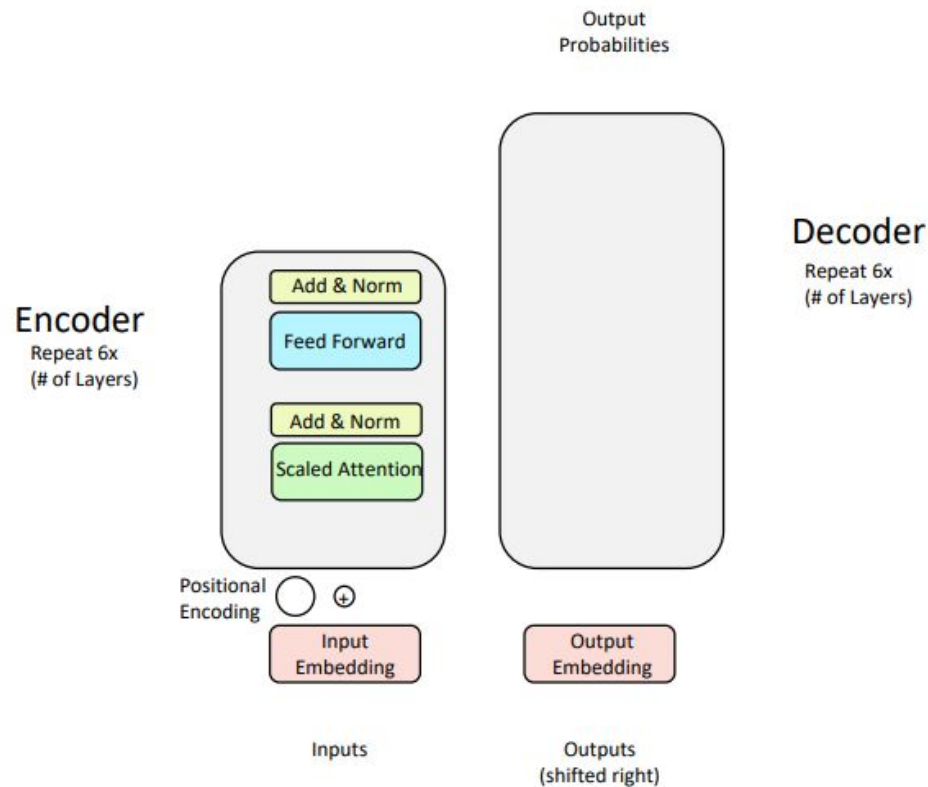 Output
Probabilities
Decoder
Repeat 6x
(# of Layers)
Encoder
Repeat 6x
(# of Layers)
Add & Norm
Feed Forward
Add & Norm
Scaled Attention
Positional
Encoding
+
Input
Embedding
Output
Embedding
Inputs
Outputs
(shifted right)